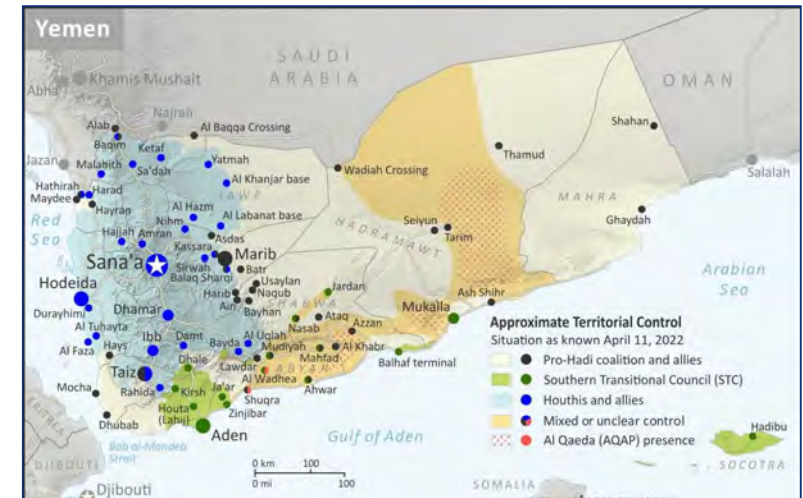 Yemen
SAUDI
ARABIA
OMAN
Khamis Mushait
Abha
Najran
Alab
Al Baqqa Crossing
Baqim
Ketaf
Jazan
Malahith
Sa'dah
Yatmah
Wadiah Crossing
Thamud
Shahan
Salalah
Hathirah
Harad
Al Khanjar base
Maydee
Hayran
JAWF
MAHRA
Al Hazm
Al Labanat base
Ghaydah
Red
Sea
Nihm
Hajjah
Amran
Asdas
HADRAMAWT
Seiyun
Tarim
Kassara
Marib
Sana'a
Sirwah
Batr
Arabian
Sea
Balaq Sharqi
Hodeida
Usaylan
Harib
Naqub
Jardan
Ash Shihr
Durayhimi
Dhamar
Ain
SHABWA
Mukalla
Bayhan
Al Tuhayta
Ibb
Damt
Al Uqlah
Nasab
Ataq
Azzan
Al Faza
Hays
Bayda
Mudiyah
Al Khabr
Dhale
Lawdar
Mahfad
Balhaf terminal
Taiz
Al Wadhea
ABYAN
Ahwar
Mocha
Rahida
Kirsh
Ja'ar
Shuqra
Houta
(Lahij)
Zinjibar
Dhubab
Aden
Bab al-Mandeb
Strait
Gulf of Aden
ERITREA
DJIBOUTI
Djibouti
0 km 100
0 mi 100
SOMALIA
Hadibu
SOCOTRA
Approximate Territorial Control
Situation as known April 11, 2022
Pro-Hadi coalition and allies
Southern Transitional Council (STC)
Houthis and allies
Mixed or unclear control
Al Qaeda (AQAP) presence